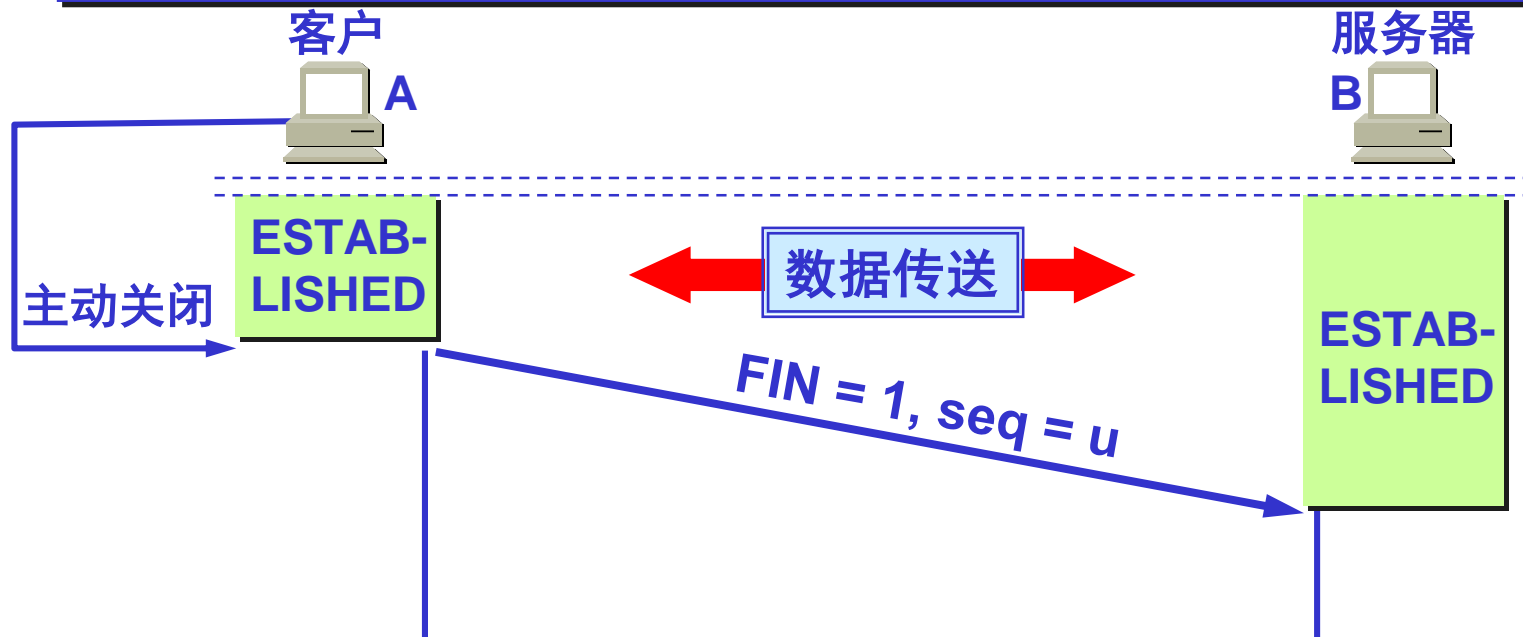 客户
服务器
A
B
ESTAB-
LISHED
数据传送
主动关闭
ESTAB-
LISHED
FIN = 1, seq = u